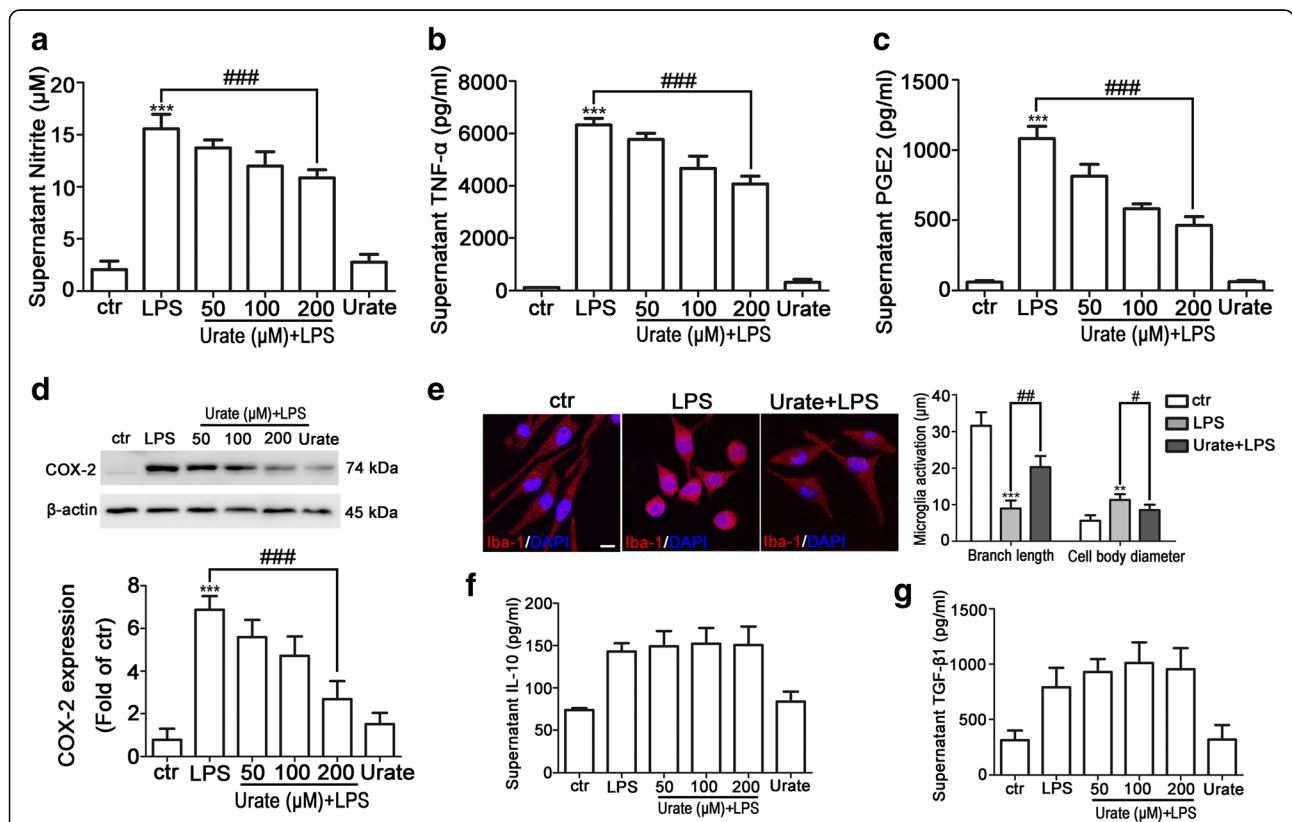 a
Supernatant Nitrite (µM)
20
15
10
5
0
***
###
ctr LPS 50 100 200 Urate
Urate (µM)+LPS
b
Supernatant TNF-α (pg/ml)
8000
6000
4000
2000
0
***
###
ctr LPS 50 100 200 Urate
Urate (µM)+LPS
c
Supernatant PGE2 (pg/ml)
1500
1000
500
0
***
###
ctr LPS 50 100 200 Urate
Urate (µM)+LPS
d
Urate (µM)+LPS
ctr LPS 50 100 200 Urate
COX-2 74 kDa
β-actin 45 kDa
COX-2 expression
(Fold of ctr)
8
6
4
2
0
***
###
ctr LPS 50 100 200 Urate
Urate (µM)+LPS
e
ctr LPS Urate+LPS
Iba-1/DAPI Iba-1/DAPI Iba-1/DAPI
Microglia activation (µm)
40
30
20
10
0
***
##
**
#
Branch length Cell body diameter
ctr
LPS
Urate+LPS
f
Supernatant IL-10 (pg/ml)
200
150
100
50
0
ctr LPS 50 100 200 Urate
Urate (µM)+LPS
g
Supernatant TGF-β1 (pg/ml)
1500
1000
500
0
ctr LPS 50 100 200 Urate
Urate (µM)+LPS